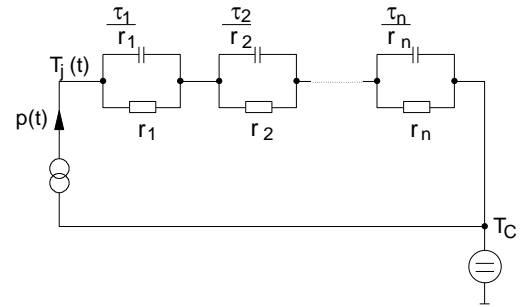 τ1 τ2 τn
r1 r2 rn
Tj(t)
p(t) r1 r2 rn
TC